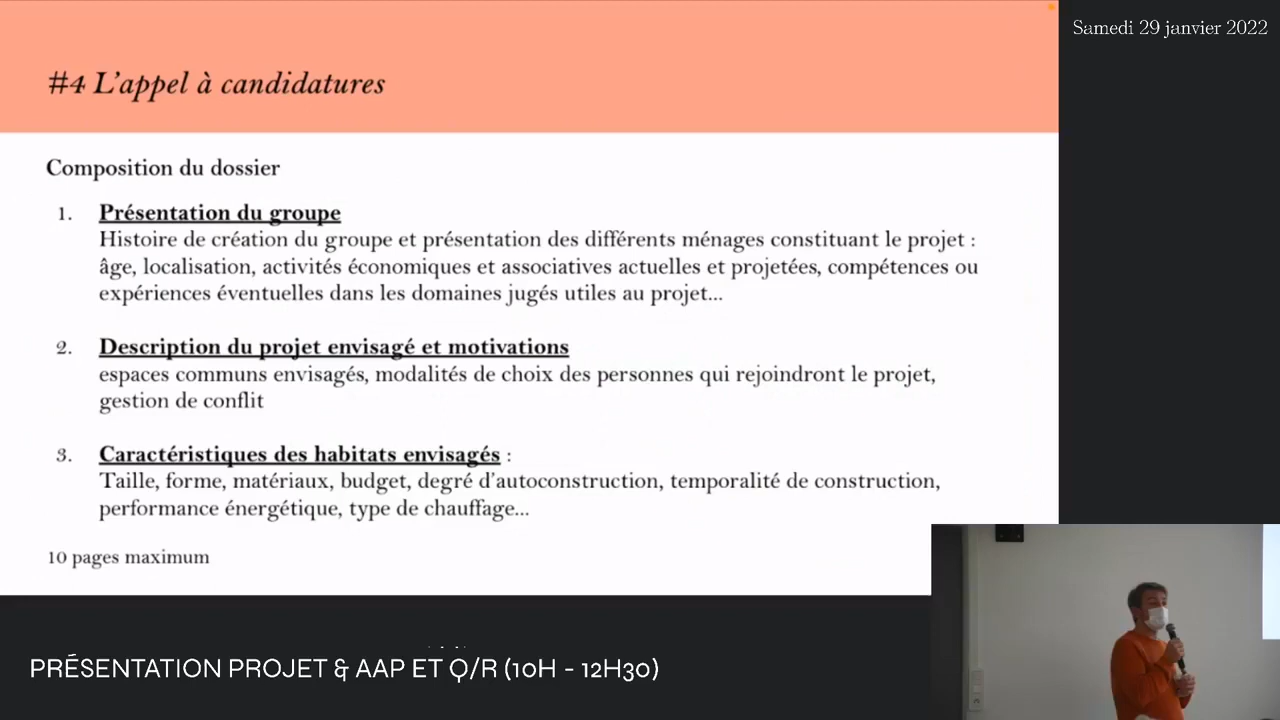 Samedi 29 janvier 2022
#4 L'appel à candidatures
Composition du dossier
1. Présentation du groupe
Histoire de création du groupe et présentation des différents ménages constituant le projet :
âge, localisation, activités économiques et associatives actuelles et projetées, compétences ou
expériences éventuelles dans les domaines jugés utiles au projet...
2. Description du projet envisagé et motivations
espaces communs envisagés, modalités de choix des personnes qui rejoindront le projet,
gestion de conflit
3. Caractéristiques des habitats envisagés :
Taille, forme, matériaux, budget, degré d'autoconstruction, temporalité de construction,
performance énergétique, type de chauffage...
10 pages maximum
PRÉSENTATION PROJET & AAP ET Q/R (10H - 12H30)